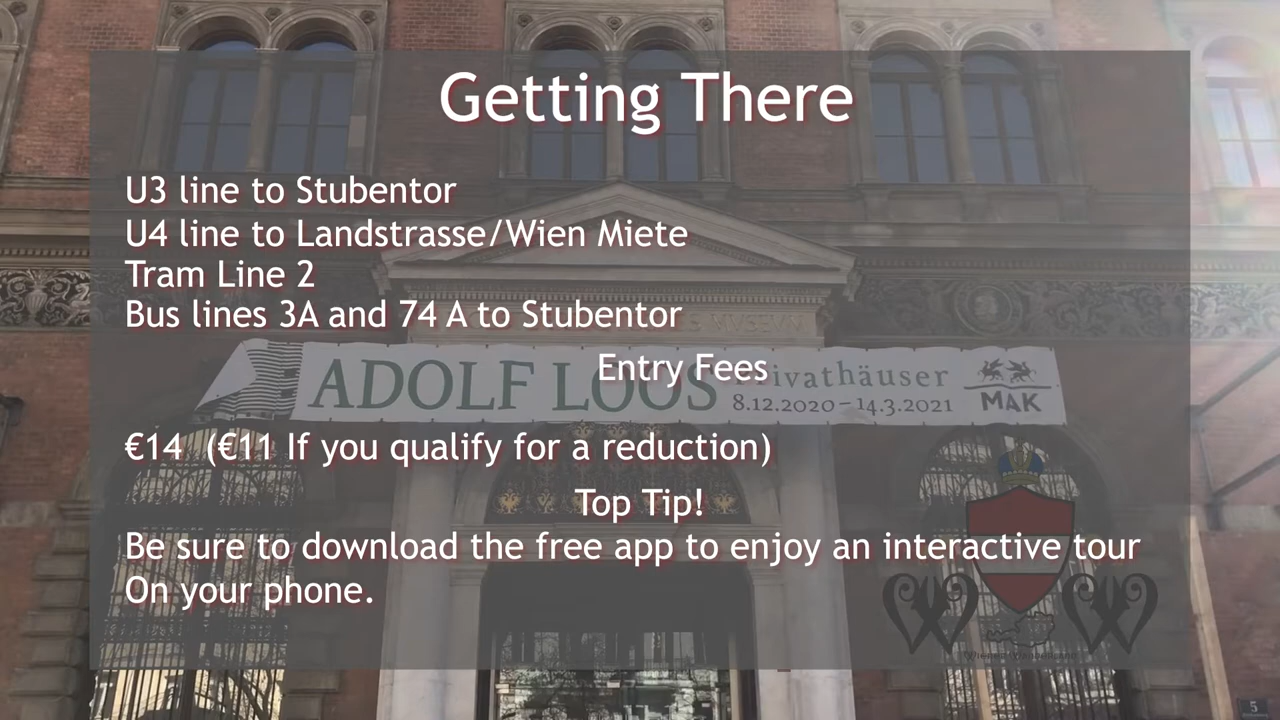 Getting There
U3 line to Stubentor
U4 line to Landstrasse/Wien Miete
Tram Line 2
Bus lines 3A and 74 A to Stubentor
Entry Fees
ADOLF LOOS Privathäuser
8.12.2020–14.3.2021
MAK
€14 (€11 If you qualify for a reduction)
Top Tip!
Be sure to download the free app to enjoy an interactive tour
On your phone.
5